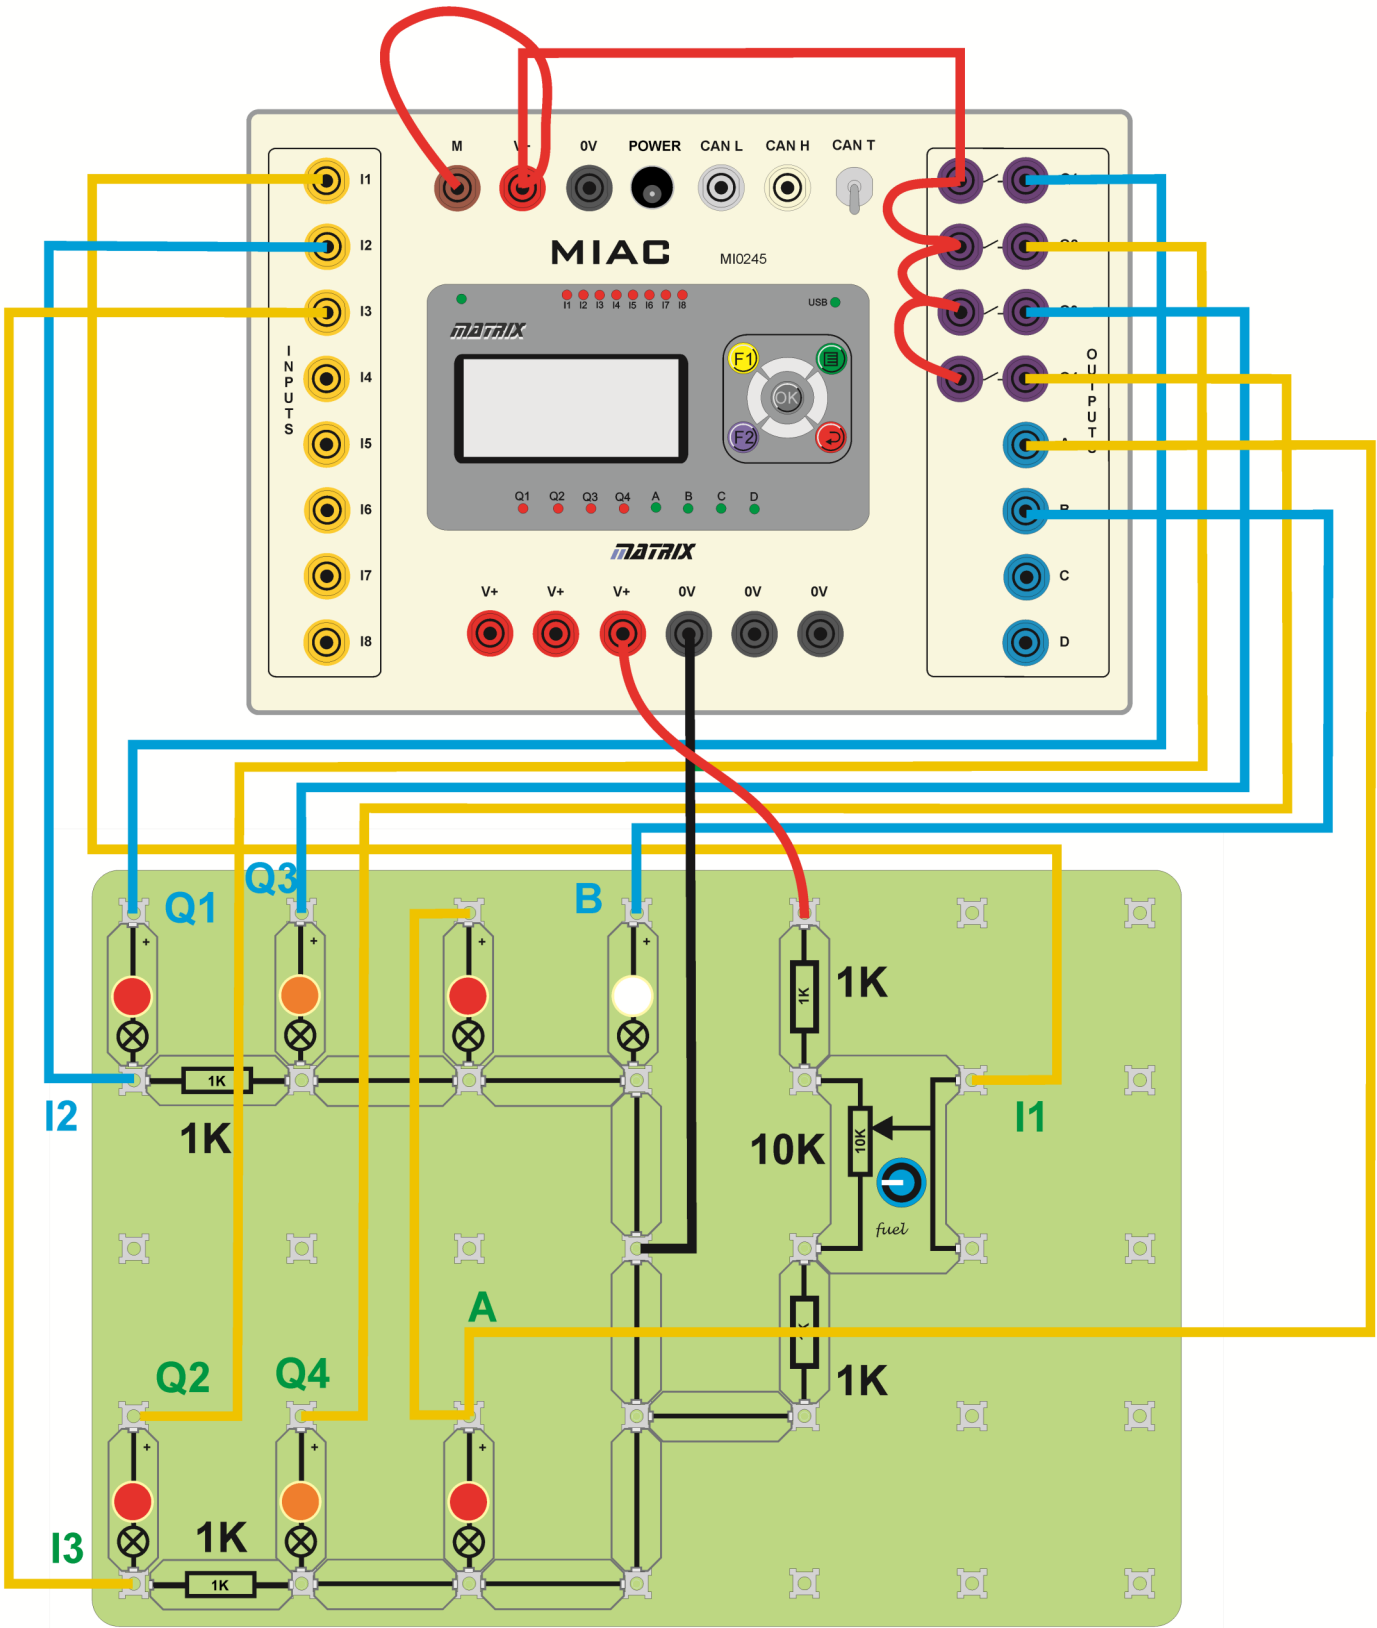 M V+ 0V POWER CAN L CAN H CAN T
I1
I2
I3
I4
I5
I6
I7
I8
INPUTS
MIAC
MI0245
I1 I2 I3 I4 I5 I6 I7 I8
USB
MATRIX
F1
OK
F2
Q1 Q2 Q3 Q4 A B C D
MATRIX
V+ V+ V+ 0V 0V 0V
OUTPUTS
B
C
D
Q1
Q3
B
+ + +
1K
1K
I2
1K
1K
10K
10K
fuel
I1
A
1K
Q2
Q4
+ + +
I3
1K
1K